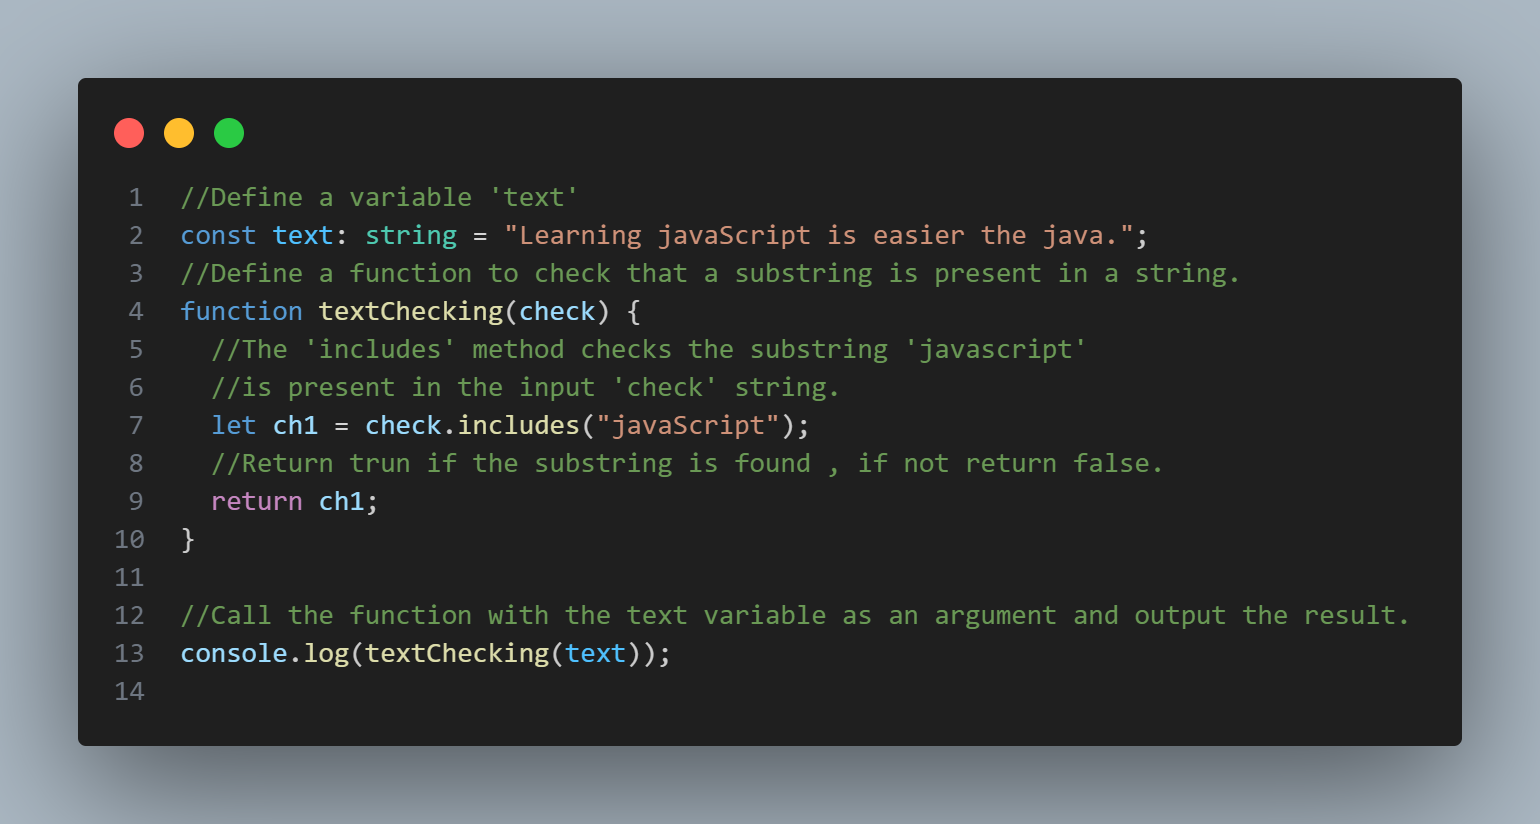 1 //Define a variable 'text'
2 const text: string = "Learning javaScript is easier the java.";
3 //Define a function to check that a substring is present in a string.
4 function textChecking(check) {
5   //The 'includes' method checks the substring 'javascript'
6   //is present in the input 'check' string.
7   let ch1 = check.includes("javaScript");
8   //Return trun if the substring is found , if not return false.
9   return ch1;
10 }
11
12 //Call the function with the text variable as an argument and output the result.
13 console.log(textChecking(text));
14